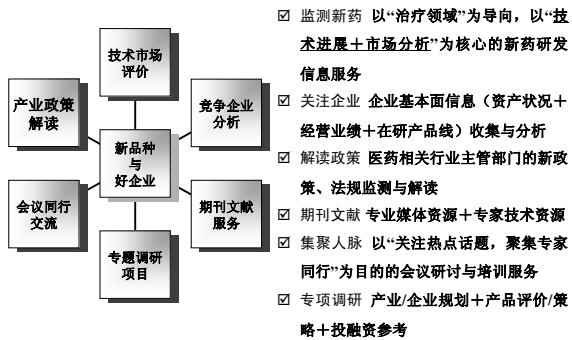 技术市场
评价
产业政策
解读
竞争企业
分析
新品种
与
好企业
会议同行
交流
期刊文献
服务
专题调研
项目
☑ 监测新药 以“治疗领域”为导向，以“技
术进展＋市场分析”为核心的新药研发
信息服务
☑ 关注企业 企业基本面信息（资产状况＋
经营业绩＋在研产品线）收集与分析
☑ 解读政策 医药相关行业主管部门的新政
策、法规监测与解读
☑ 期刊文献 专业媒体资源＋专家技术资源
☑ 集聚人脉 以“关注热点话题，聚集专家
同行”为目的的会议研讨与培训服务
☑ 专项调研 产业/企业规划＋产品评价/策
略＋投融资参考